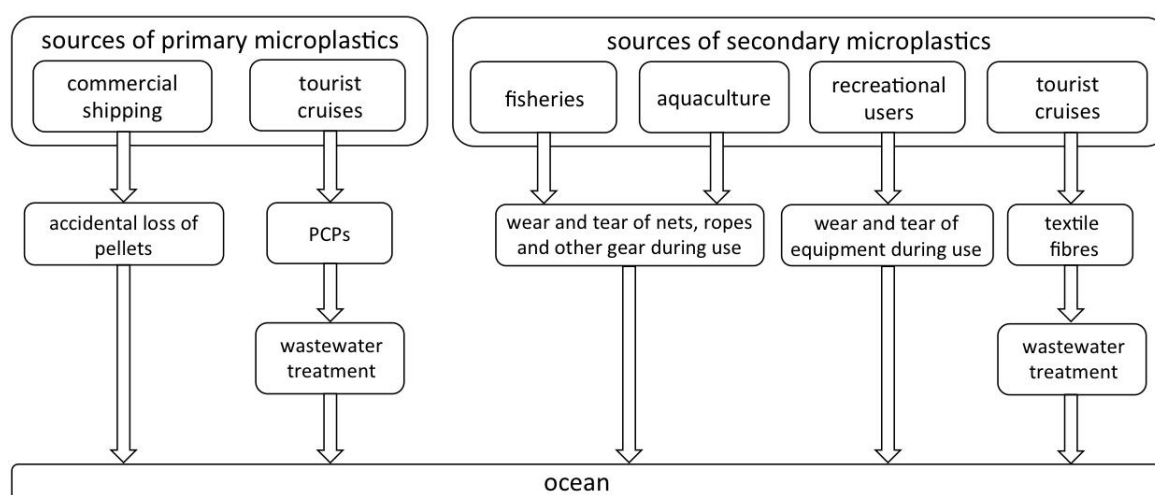 sources of primary microplastics
commercial
shipping
tourist
cruises
sources of secondary microplastics
fisheries
aquaculture
recreational
users
tourist
cruises
accidental loss of
pellets
PCPs
wear and tear of nets, ropes
and other gear during use
wear and tear of
equipment during use
textile
fibres
wastewater
treatment
wastewater
treatment
ocean